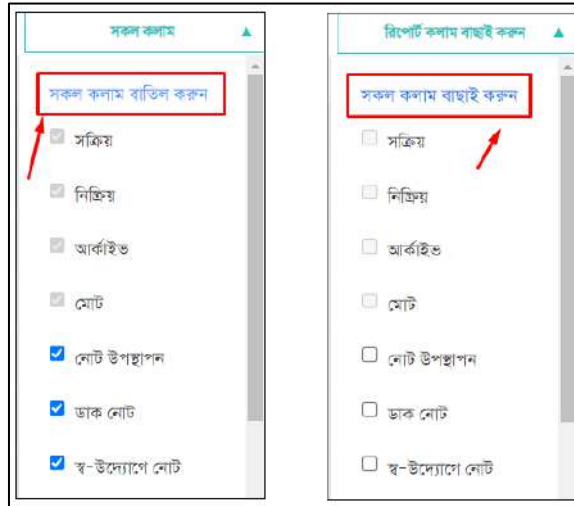 সকল কলাম
সকল কলাম বাতিল করুন
সক্রিয়
নিষ্ক্রিয়
আর্কাইভ
মোট
নোট উপস্থাপন
ডাক নোট
স্ব-উদ্যোগে নোট
রিপোর্ট কলাম বাছাই করুন
সকল কলাম বাছাই করুন
সক্রিয়
নিষ্ক্রিয়
আর্কাইভ
মোট
নোট উপস্থাপন
ডাক নোট
স্ব-উদ্যোগে নোট